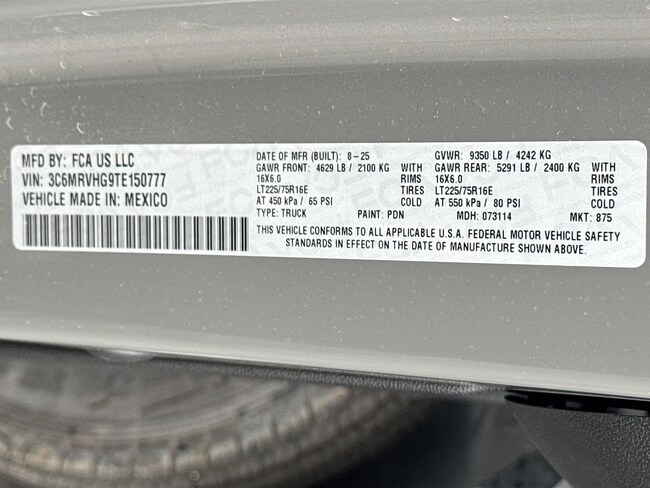 MFD BY: FCA US LLC
VIN: 3C6MRVHG9TE150777
VEHICLE MADE IN: MEXICO
DATE OF MFR (BUILT): 8-25
GAWR FRONT: 4629 LB / 2100 KG
16X6.0
LT225/75R16E
AT 450 kPa / 65 PSI
TYPE: TRUCK
WITH
RIMS
TIRES
COLD
PAINT: PDN
GVWR: 9350 LB / 4242 KG
GAWR REAR: 5291 LB / 2400 KG
16X6.0
LT225/75R16E
AT 550 kPa / 80 PSI
MDH: 073114
WITH
RIMS
TIRES
COLD
MKT: 875
THIS VEHICLE CONFORMS TO ALL APPLICABLE U.S.A. FEDERAL MOTOR VEHICLE SAFETY
STANDARDS IN EFFECT ON THE DATE OF MANUFACTURE SHOWN ABOVE.